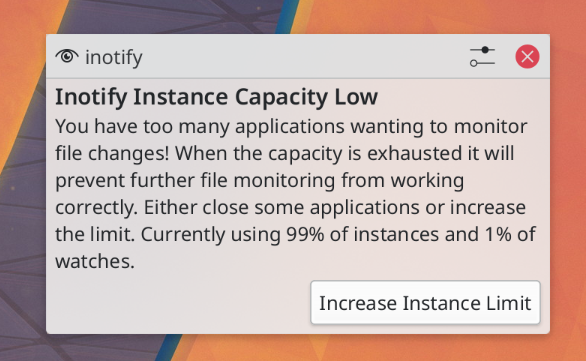 inotify
Inotify Instance Capacity Low
You have too many applications wanting to monitor
file changes! When the capacity is exhausted it will
prevent further file monitoring from working
correctly. Either close some applications or increase
the limit. Currently using 99% of instances and 1% of
watches.
Increase Instance Limit